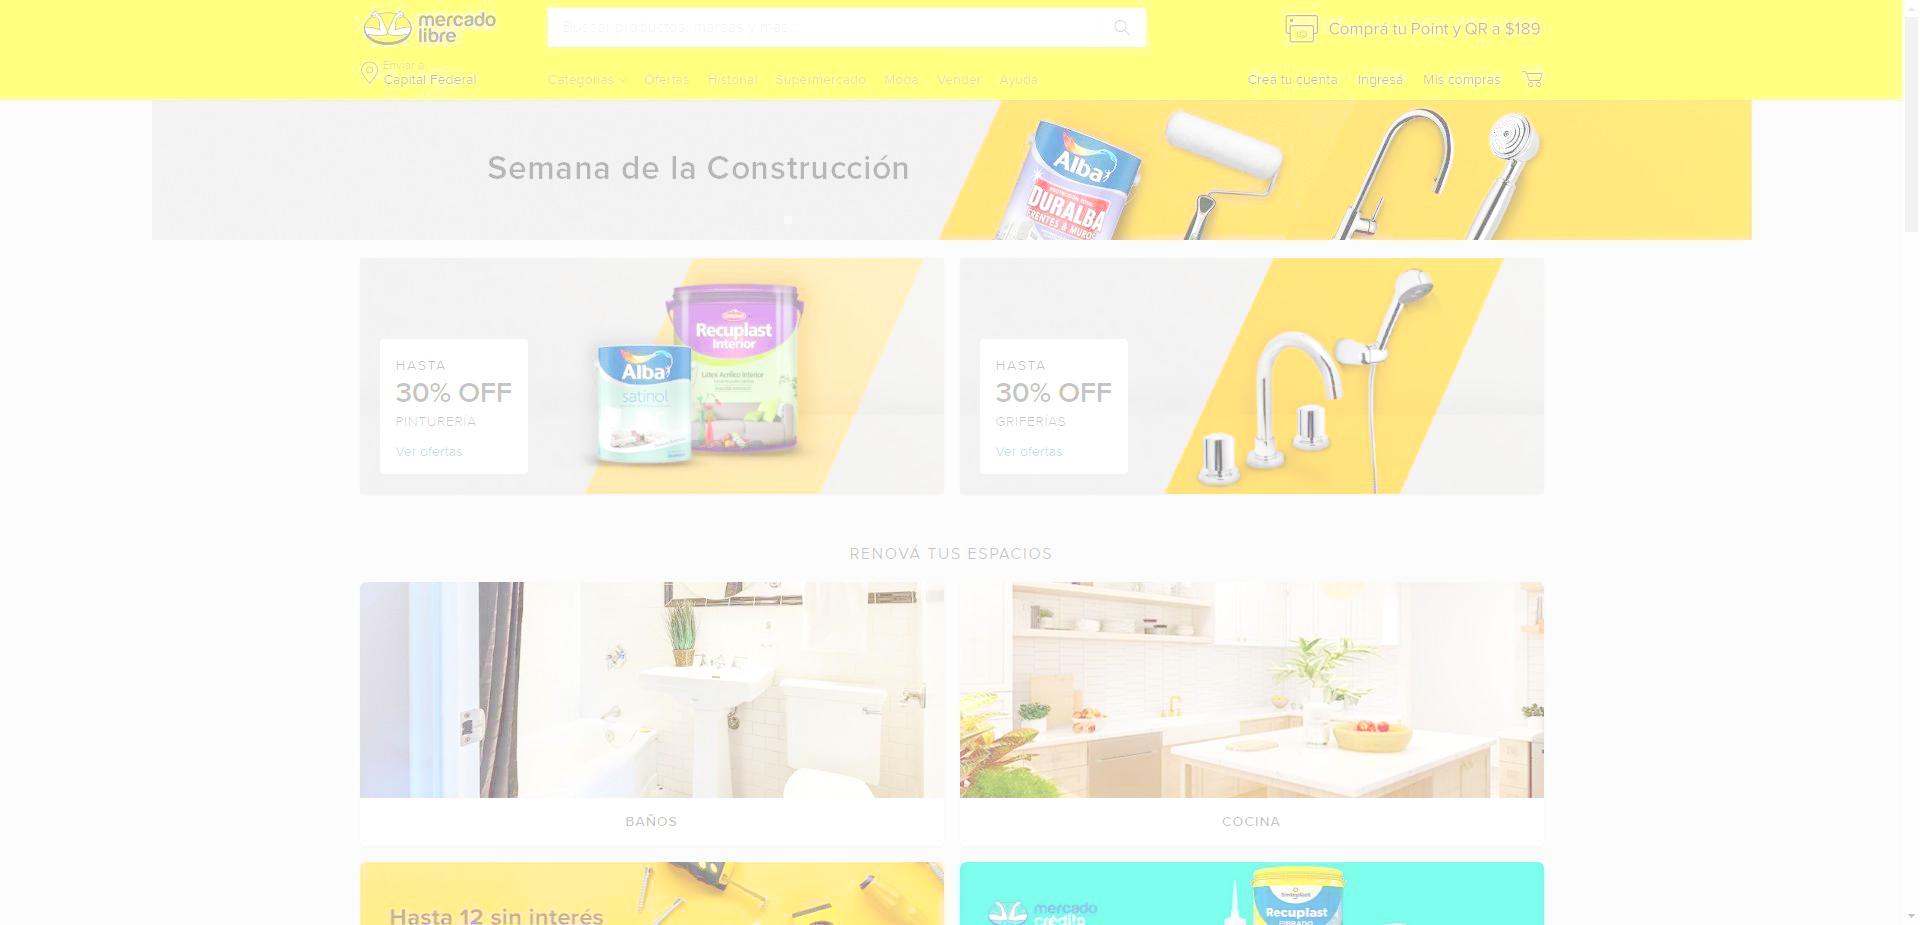 mercado
libre
Buscar productos, marcas y más...
Comprá tu Point y QR a $189
Enviar a
Capital Federal
Categorías
Ofertas
Historial
Supermercado
Moda
Vender
Ayuda
Creá tu cuenta
Ingresá
Mis compras
Semana de la Construcción
Alba
DURALBA
FRENTES & MUROS
HASTA
30% OFF
PINTURERÍA
Ver ofertas
Alba
satinol
Recuplast
Interior
Látex Acrílico Interior
HASTA
30% OFF
GRIFERÍAS
Ver ofertas
RENOVÁ TUS ESPACIOS
BAÑOS
COCINA
Hasta 12 sin interés
mercado
crédito
Sinteplast
Recuplast